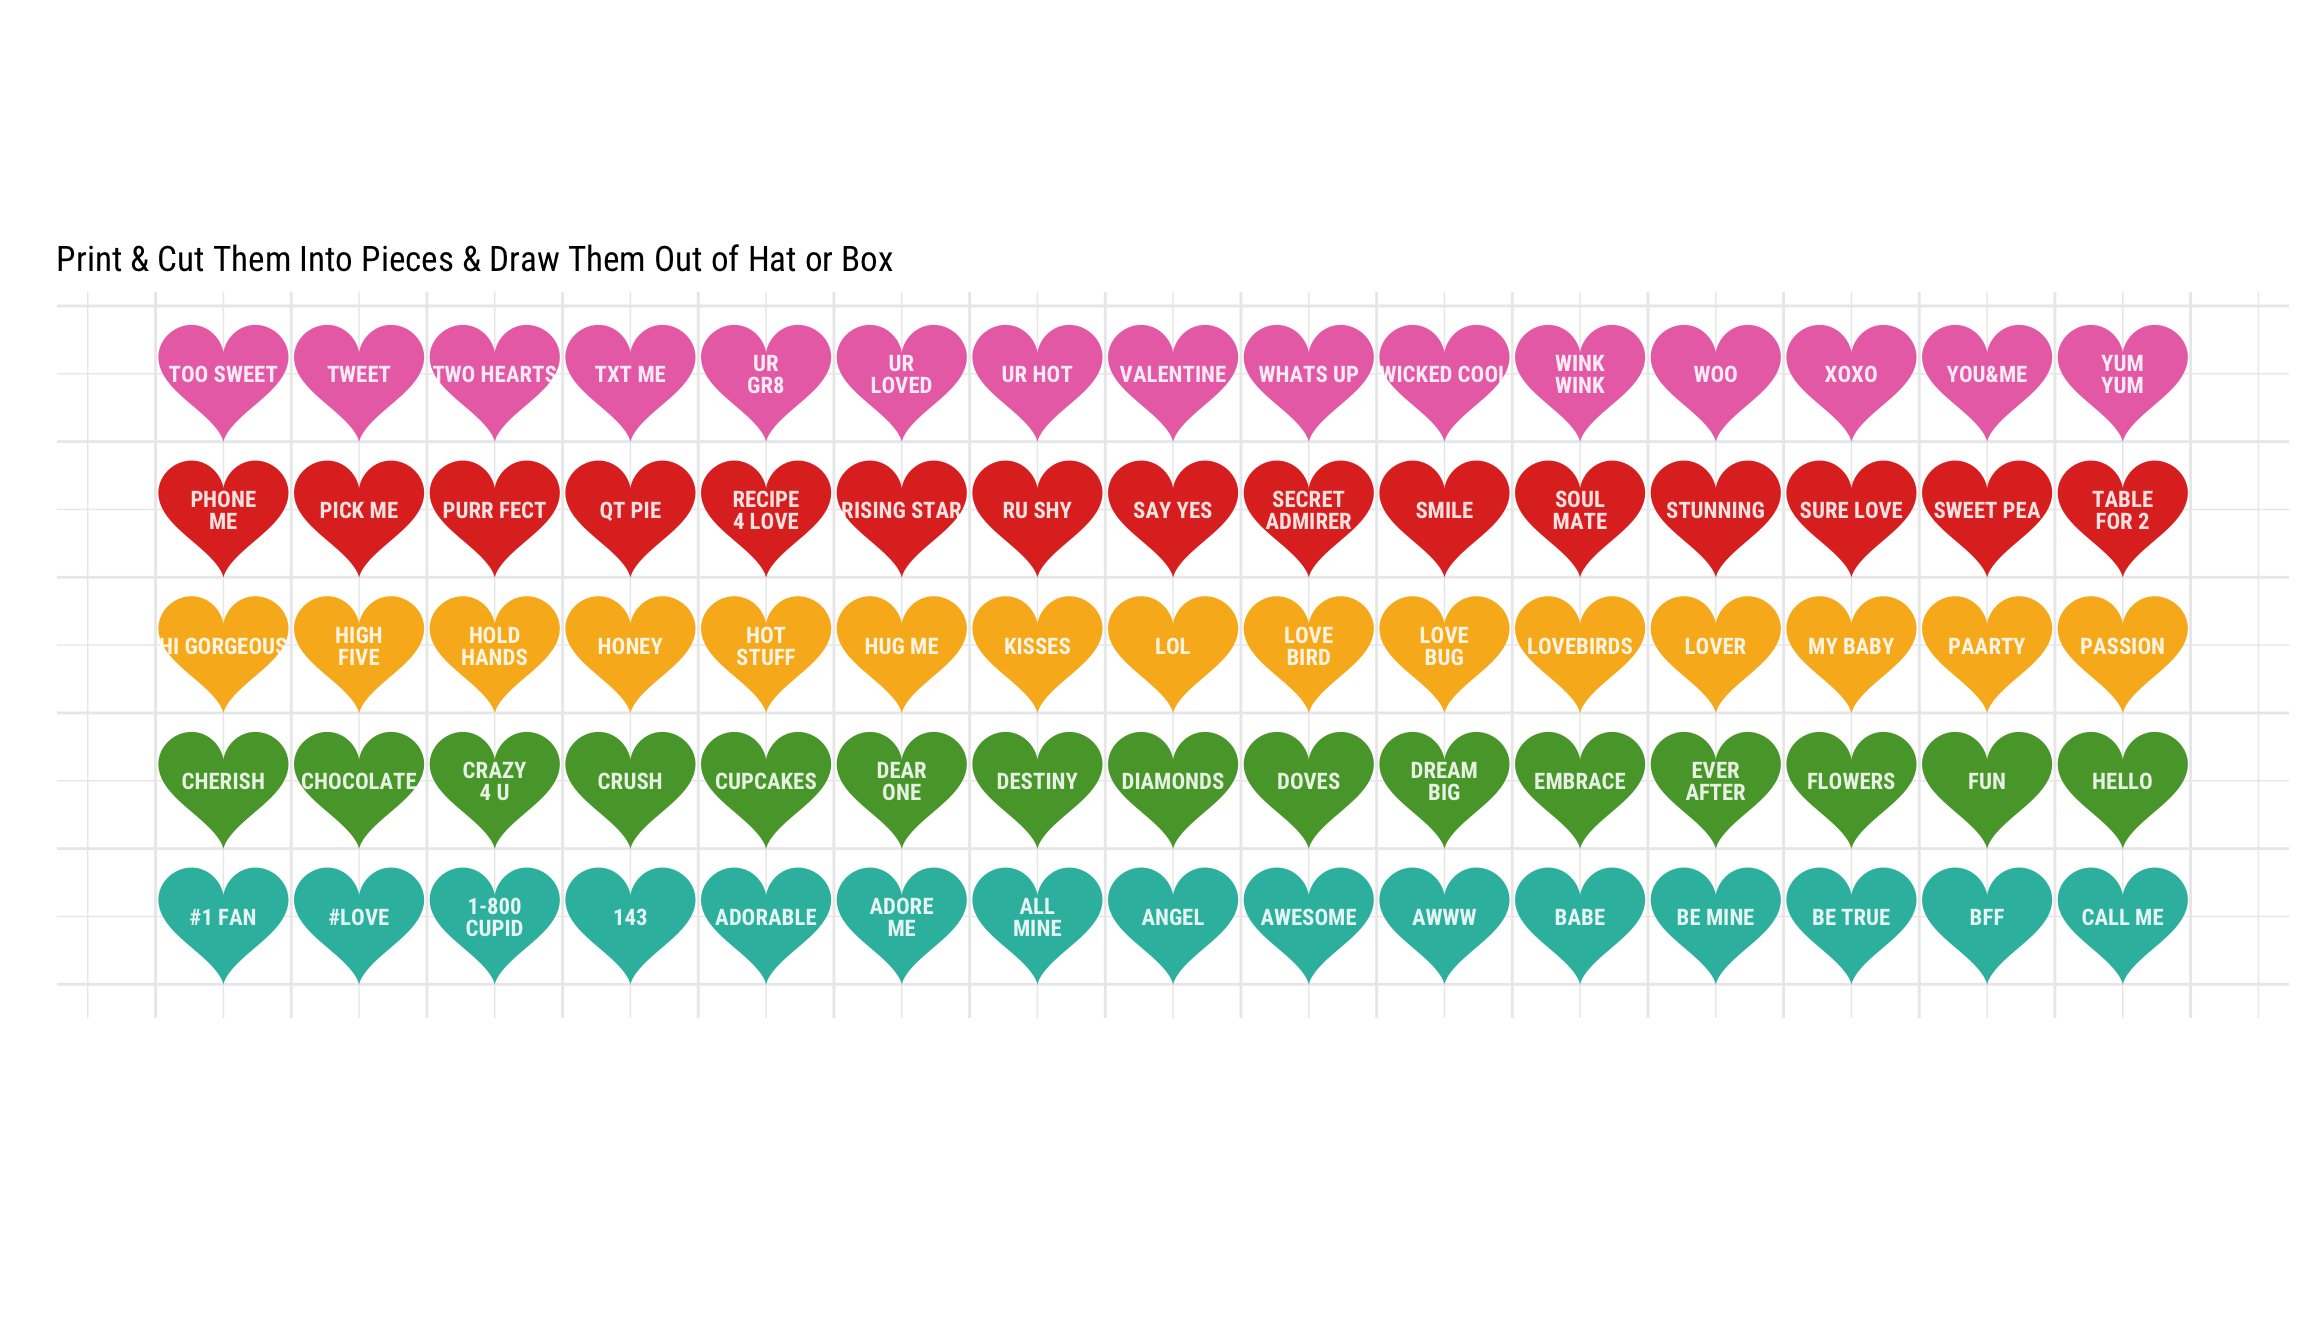 Print & Cut Them Into Pieces & Draw Them Out of Hat or Box
TOO SWEET
TWEET
TWO HEARTS
TXT ME
UR
GR8
UR
LOVED
UR HOT
VALENTINE
WHATS UP
WICKED COOL
WINK
WINK
WOO
XOXO
YOU&ME
YUM
YUM
PHONE
ME
PICK ME
PURR FECT
QT PIE
RECIPE
4 LOVE
RISING STAR
RU SHY
SAY YES
SECRET
ADMIRER
SMILE
SOUL
MATE
STUNNING
SURE LOVE
SWEET PEA
TABLE
FOR 2
HI GORGEOUS
HIGH
FIVE
HOLD
HANDS
HONEY
HOT
STUFF
HUG ME
KISSES
LOL
LOVE
BIRD
LOVE
BUG
LOVEBIRDS
LOVER
MY BABY
PAARTY
PASSION
CHERISH
CHOCOLATE
CRAZY
4 U
CRUSH
CUPCAKES
DEAR
ONE
DESTINY
DIAMONDS
DOVES
DREAM
BIG
EMBRACE
EVER
AFTER
FLOWERS
FUN
HELLO
#1 FAN
#LOVE
1-800
CUPID
143
ADORABLE
ADORE
ME
ALL
MINE
ANGEL
AWESOME
AWWW
BABE
BE MINE
BE TRUE
BFF
CALL ME